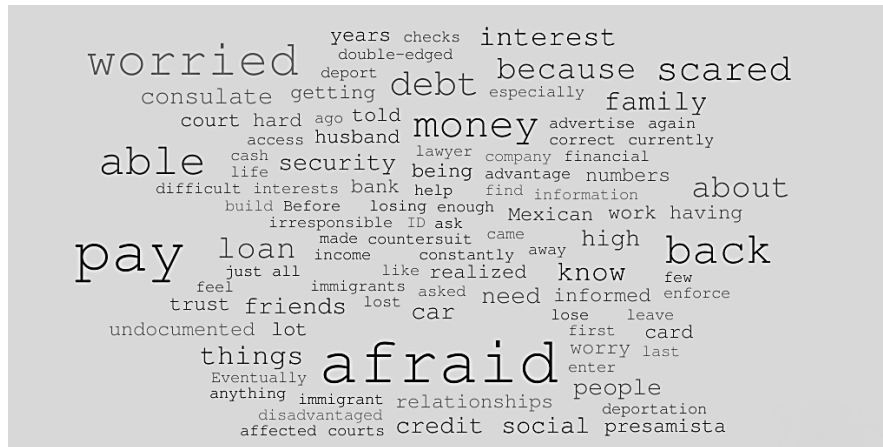 years checks interest
worried double-edged
deport debt because scared
consulate getting especially family
court hard ago told money advertise again
access husband correct currently
able cash security lawyer company financial
life being advantage numbers
difficult interests bank help find information about
build Before losing enough Mexican work having
irresponsible ID ask
pay loan made countersuit came high back
income constantly away
just all like realized know few
feel immigrants asked need informed enforce
trust friends lost car lose leave
undocumented lot first card
things afraid worry last
Eventually enter
anything immigrant relationships people
disadvantaged deportation
affected courts credit social presamista